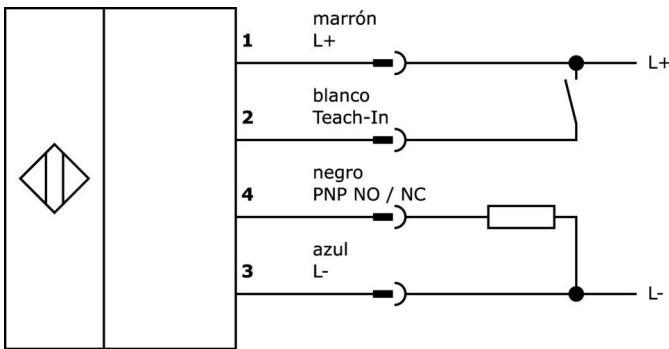 marrón
1 L+
L+
blanco
2 Teach-In
negro
4 PNP NO / NC
azul
3 L-
L-